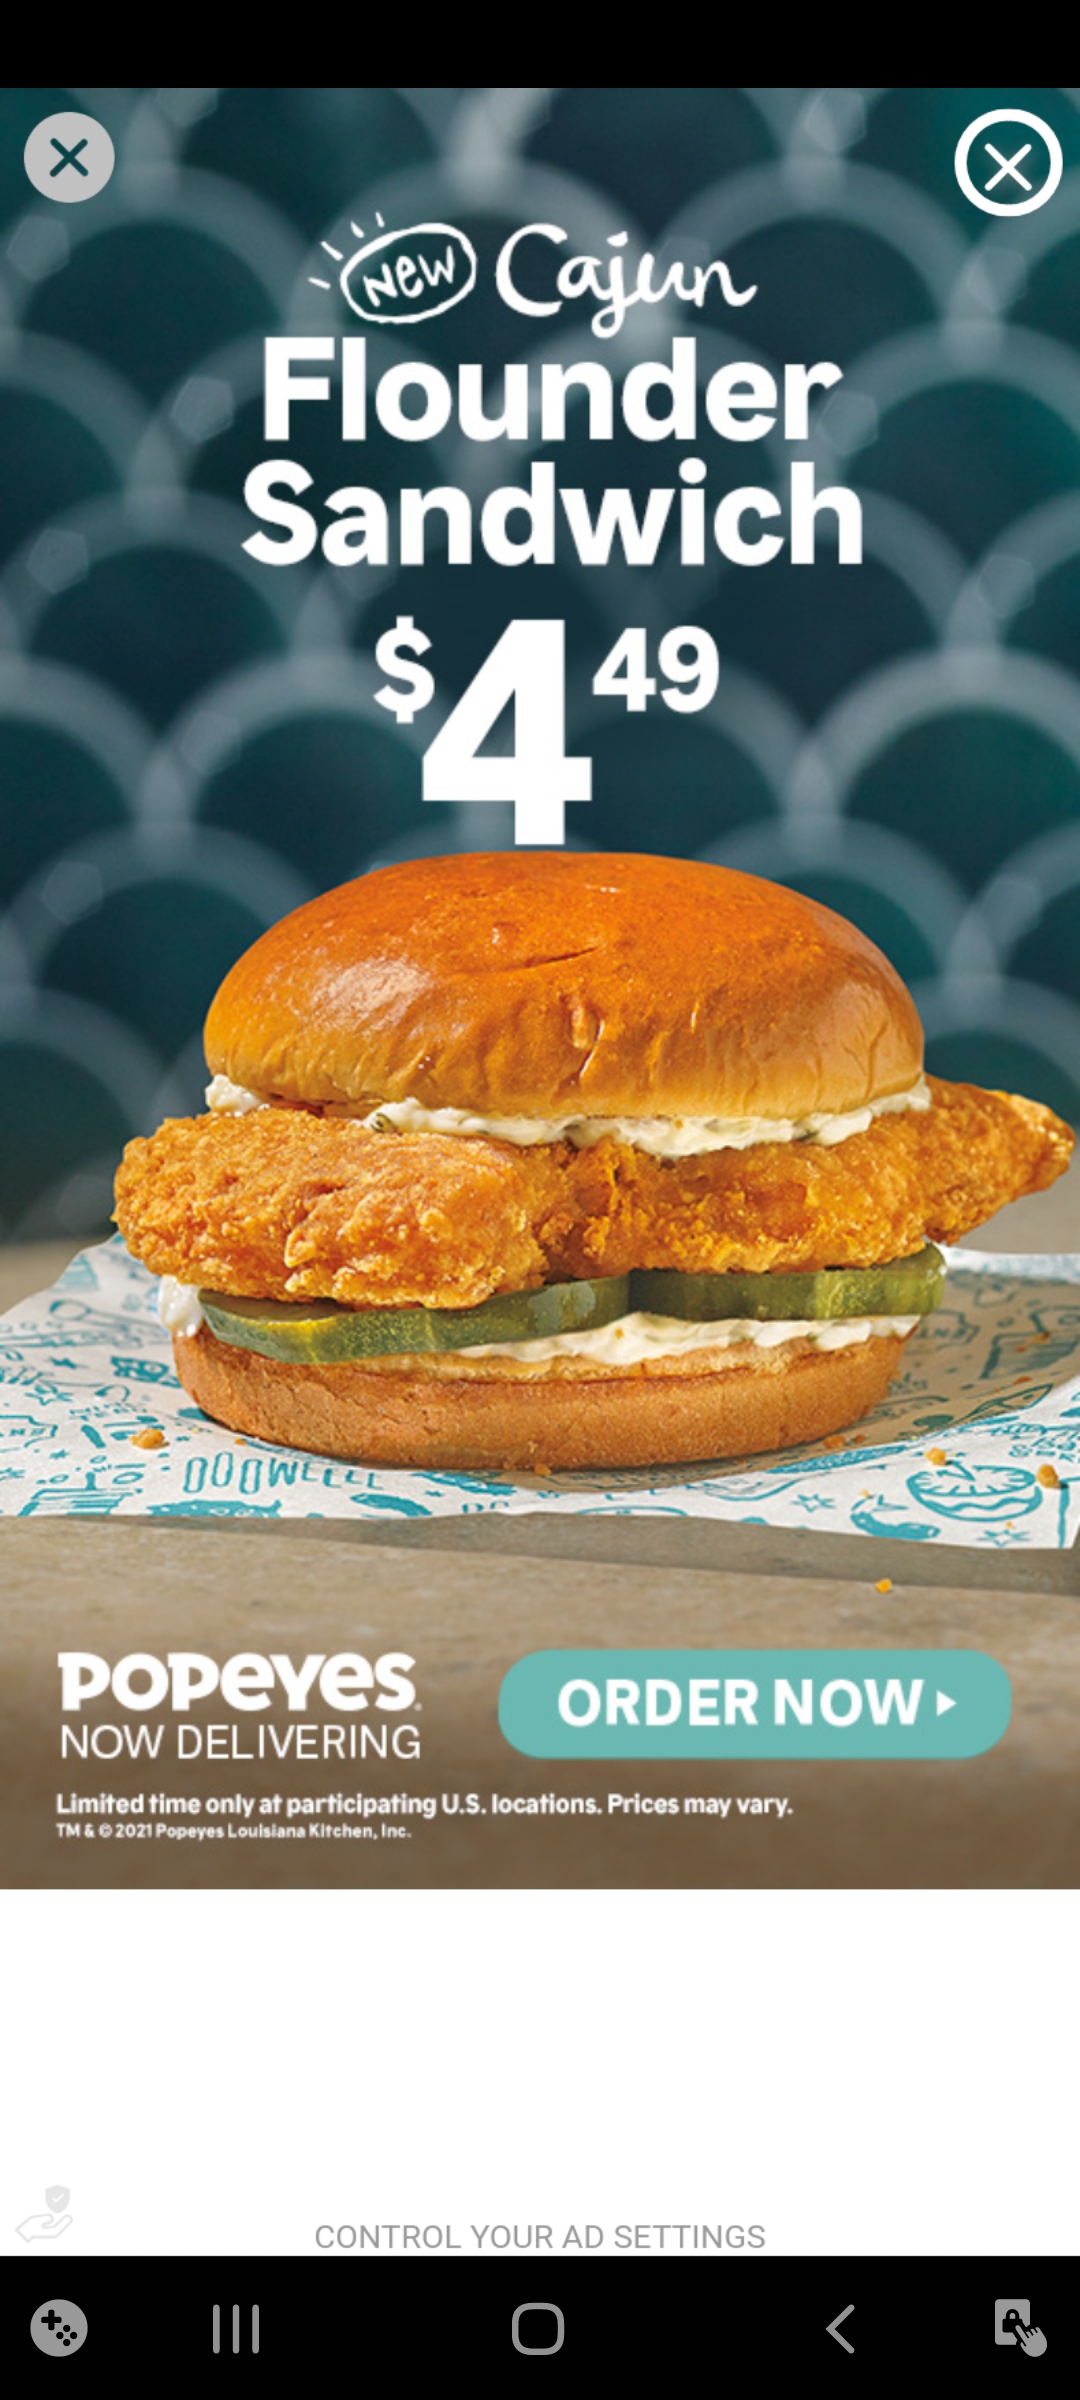 New Cajun
Flounder
Sandwich
$4 49
OOOWEEEE
POPEYES
NOW DELIVERING
ORDER NOW
Limited time only at participating U.S. locations. Prices may vary.
TM & © 2021 Popeyes Louisiana Kitchen, Inc.
CONTROL YOUR AD SETTINGS